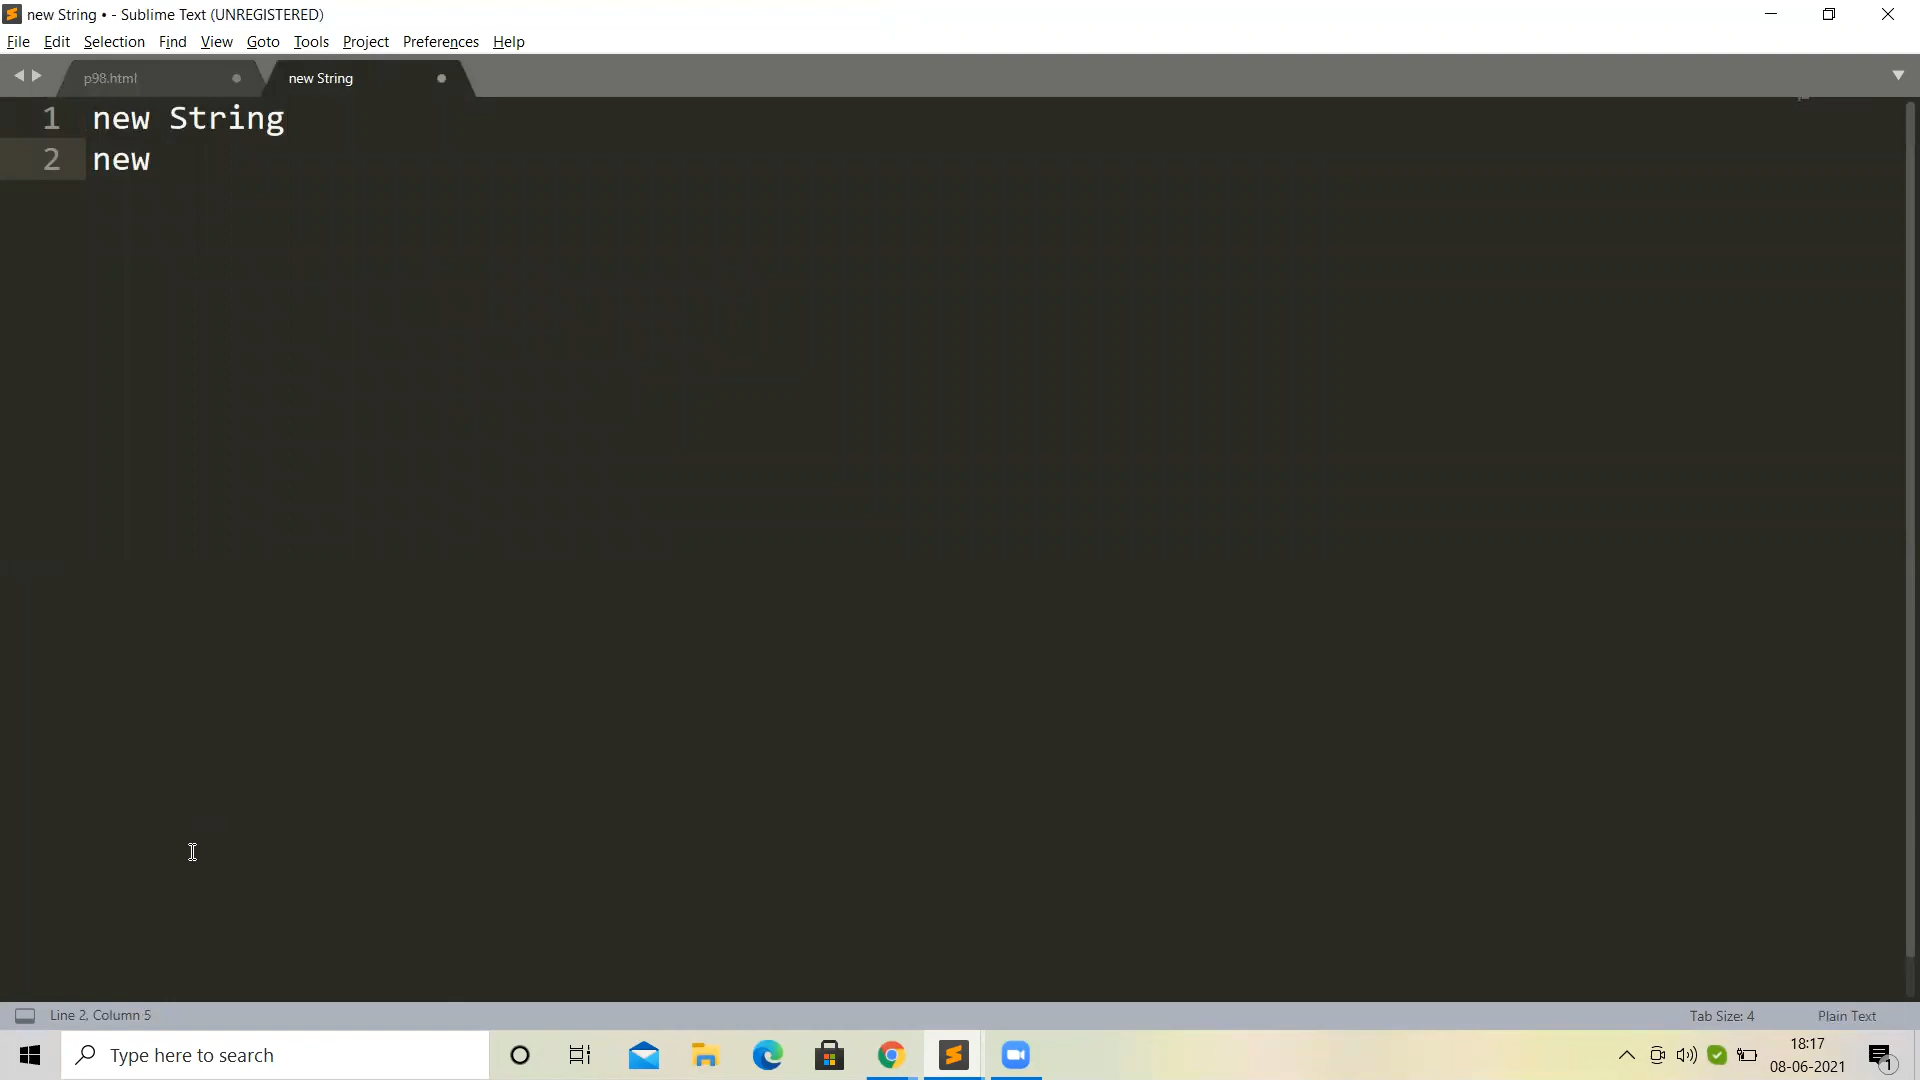 new String • - Sublime Text (UNREGISTERED)
File Edit Selection Find View Goto Tools Project Preferences Help
p98.html new String
1 new String
2 new
Line 2, Column 5 Tab Size: 4 Plain Text
Type here to search
18:17
08-06-2021
1